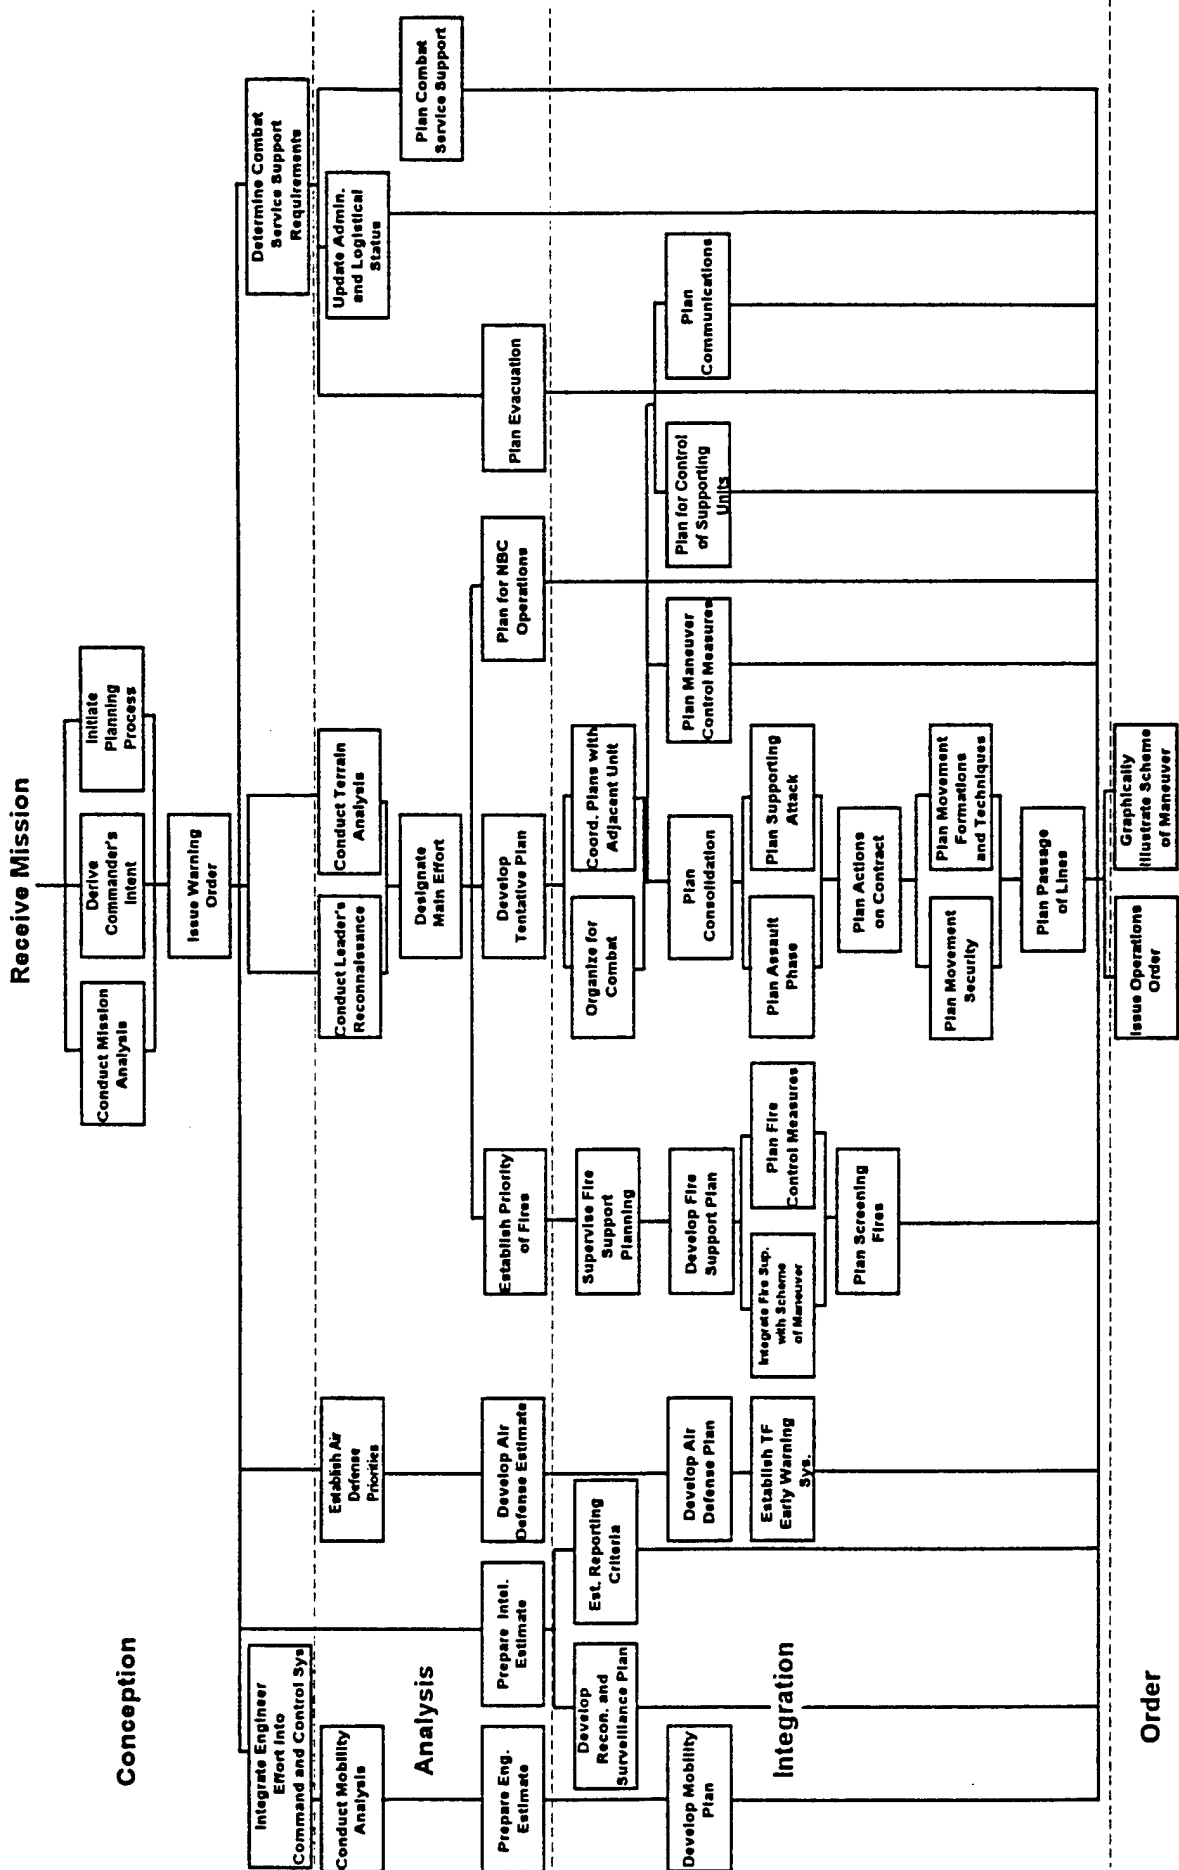 Receive Mission
Conception
Conduct Mission
Analysis
Derive
Commander's
Intent
Initiate
Planning
Process
Issue Warning
Order
Integrate Engineer
Effort Into
Command and Control Sys
Determine Combat
Service Support
Requirements
Analysis
Conduct Mobility
Analysis
Establish Air
Defense
Priorities
Conduct Leader's
Reconnaissance
Conduct Terrain
Analysis
Update Admin.
and Logistical
Status
Designate
Main Effort
Plan Combat
Service Support
Prepare Eng.
Estimate
Prepare Intel.
Estimate
Develop Air
Defense Estimate
Establish Priority
of Fires
Develop
Tentative Plan
Plan for NBC
Operations
Plan Evacuation
Integration
Develop
Recon. and
Surveillance Plan
Est. Reporting
Criteria
Supervise Fire
Support
Planning
Organize for
Combat
Coord. Plans with
Adjacent Unit
Develop Mobility
Plan
Develop Air
Defense Plan
Develop Fire
Support Plan
Plan
Consolidation
Plan Maneuver
Control Measures
Plan for Control
of Supporting
Units
Plan
Communications
Establish TF
Early Warning
Sys.
Integrate Fire Sup.
with Scheme
of Maneuver
Plan Fire
Control Measures
Plan Assault
Phase
Plan Supporting
Attack
Plan Screening
Fires
Plan Actions
on Contract
Plan Movement
Security
Plan Movement
Formations
and Techniques
Plan Passage
of Lines
Order
Issue Operations
Order
Graphically
Illustrate Scheme
of Maneuver